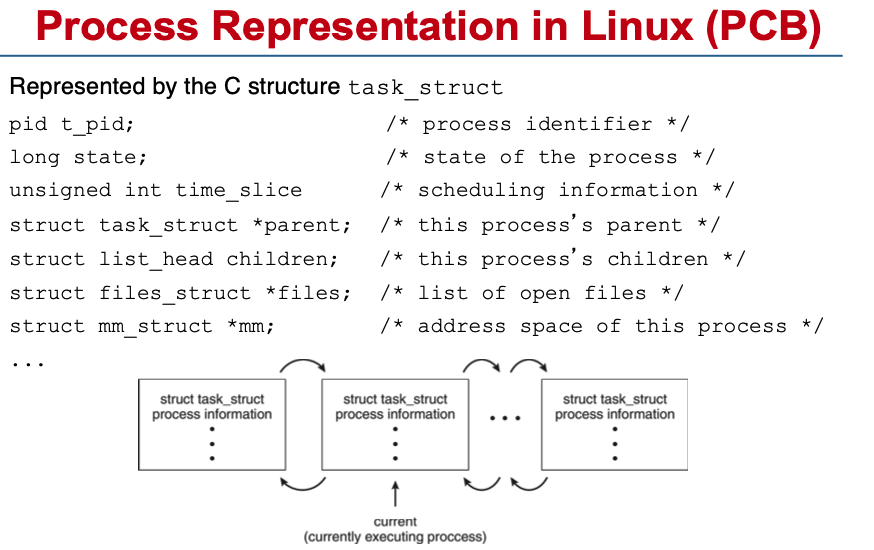 Process Representation in Linux (PCB)
Represented by the C structure task_struct
pid t_pid; /* process identifier */
long state; /* state of the process */
unsigned int time_slice /* scheduling information */
struct task_struct *parent; /* this process’s parent */
struct list_head children; /* this process’s children */
struct files_struct *files; /* list of open files */
struct mm_struct *mm; /* address space of this process */
...
struct task_struct
process information
struct task_struct
process information
...
struct task_struct
process information
current
(currently executing proccess)